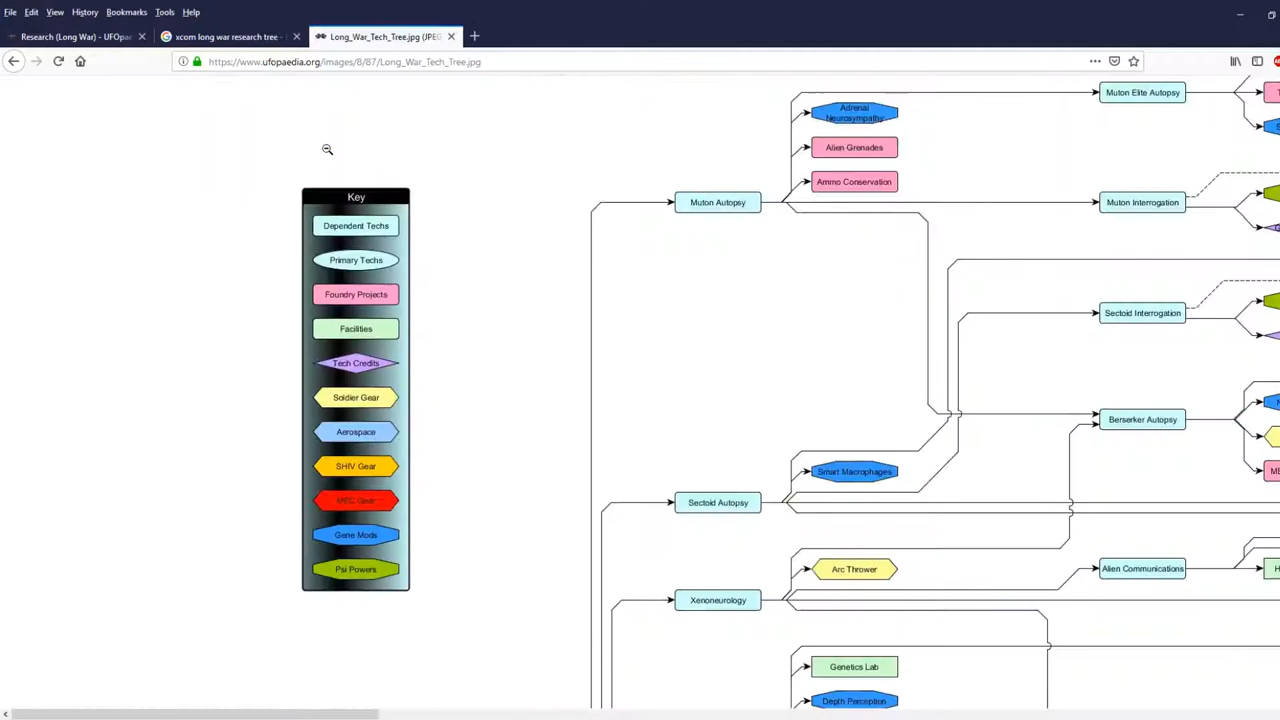 File Edit View History Bookmarks Tools Help
Research (Long War) - UFOpa
xcom long war research tree -
Long_War_Tech_Tree.jpg (JPEG
https://www.ufopaedia.org/images/8/87/Long_War_Tech_Tree.jpg
Muton Elite Autopsy
Adrenal
Neurosympathy
Alien Grenades
Ammo Conservation
Key
Muton Autopsy
Muton Interrogation
Dependent Techs
Primary Techs
Foundry Projects
Sectoid Interrogation
Facilities
Tech Credits
Soldier Gear
Berserker Autopsy
Aerospace
SHIV Gear
Smart Macrophages
MEC Gear
Sectoid Autopsy
Gene Mods
Psi Powers
Arc Thrower
Alien Communications
Xenoneurology
Genetics Lab
Depth Perception